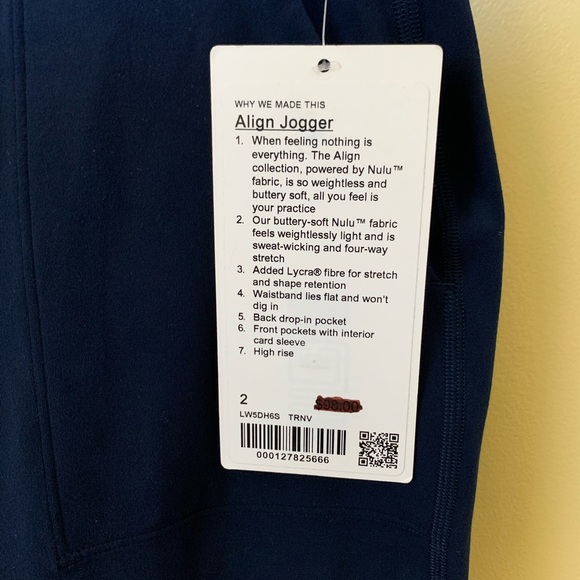 WHY WE MADE THIS
Align Jogger
1. When feeling nothing is
everything. The Align
collection, powered by Nulu™
fabric, is so weightless and
buttery soft, all you feel is
your practice
2. Our buttery-soft Nulu™ fabric
feels weightlessly light and is
sweat-wicking and four-way
stretch
3. Added Lycra® fibre for stretch
and shape retention
4. Waistband lies flat and won't
dig in
5. Back drop-in pocket
6. Front pockets with interior
card sleeve
7. High rise
2
LW5DH6S TRNV
000127825666